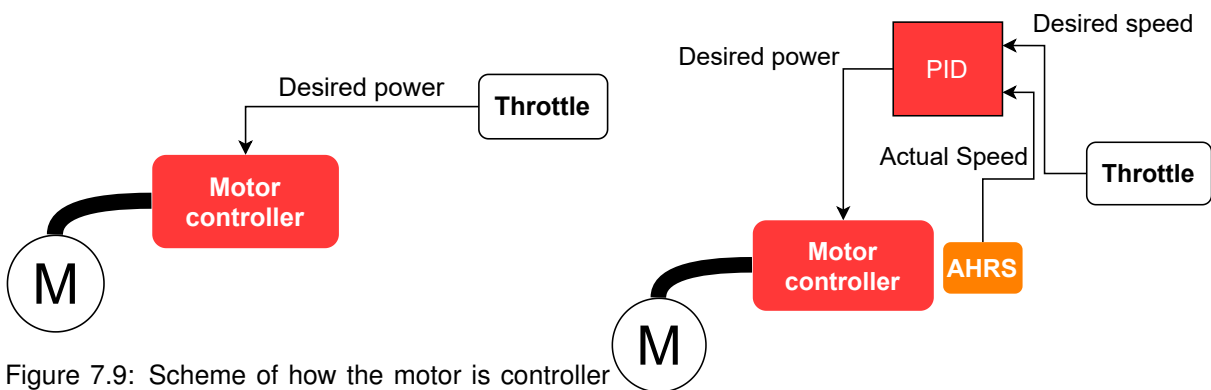 Desired power
Throttle
Motor
controller
M
Figure 7.9: Scheme of how the motor is controller
Desired speed
Desired power
PID
Actual Speed
Throttle
Motor
controller
AHRS
M